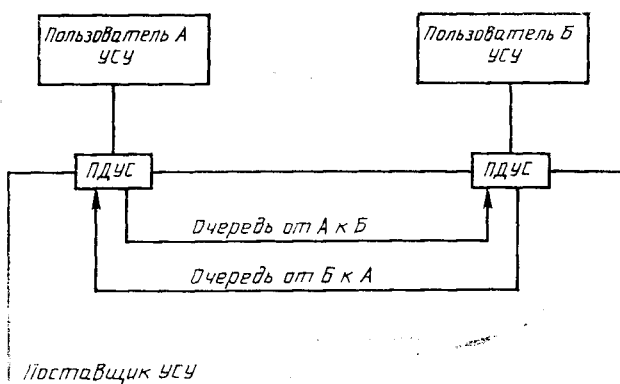 Пользователь А
УСУ
Пользователь Б
УСУ
ПДУС
ПДУС
Очередь от А к Б
Очередь от Б к А
Поставщик УСУ